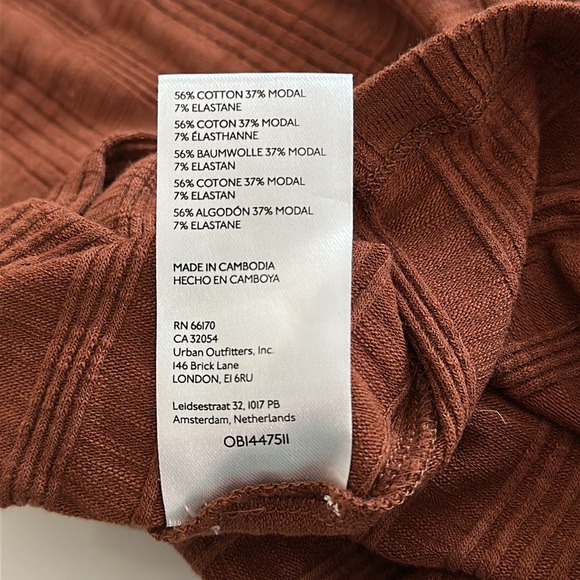 56% COTTON 37% MODAL
7% ELASTANE
56% COTON 37% MODAL
7% ÉLASTHANNE
56% BAUMWOLLE 37% MODAL
7% ELASTAN
56% COTONE 37% MODAL
7% ELASTAN
56% ALGODÓN 37% MODAL
7% ELASTANE
MADE IN CAMBODIA
HECHO EN CAMBOYA
RN 66170
CA 32054
Urban Outfitters, Inc.
146 Brick Lane
LONDON, E1 6RU
Leidsestraat 32, 1017 PB
Amsterdam, Netherlands
OB1447511